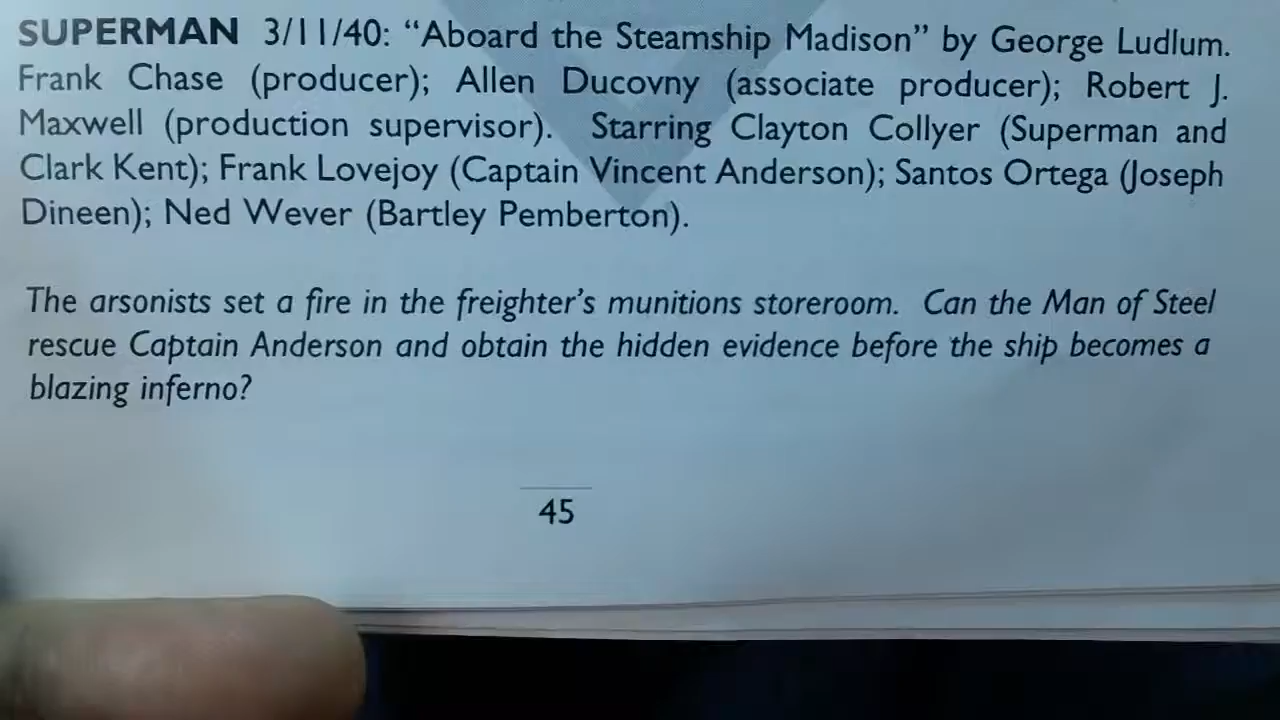 SUPERMAN 3/11/40: “Aboard the Steamship Madison” by George Ludlum.
Frank Chase (producer); Allen Ducovny (associate producer); Robert J.
Maxwell (production supervisor). Starring Clayton Collyer (Superman and
Clark Kent); Frank Lovejoy (Captain Vincent Anderson); Santos Ortega (Joseph
Dineen); Ned Wever (Bartley Pemberton).
The arsonists set a fire in the freighter’s munitions storeroom. Can the Man of Steel
rescue Captain Anderson and obtain the hidden evidence before the ship becomes a
blazing inferno?
45